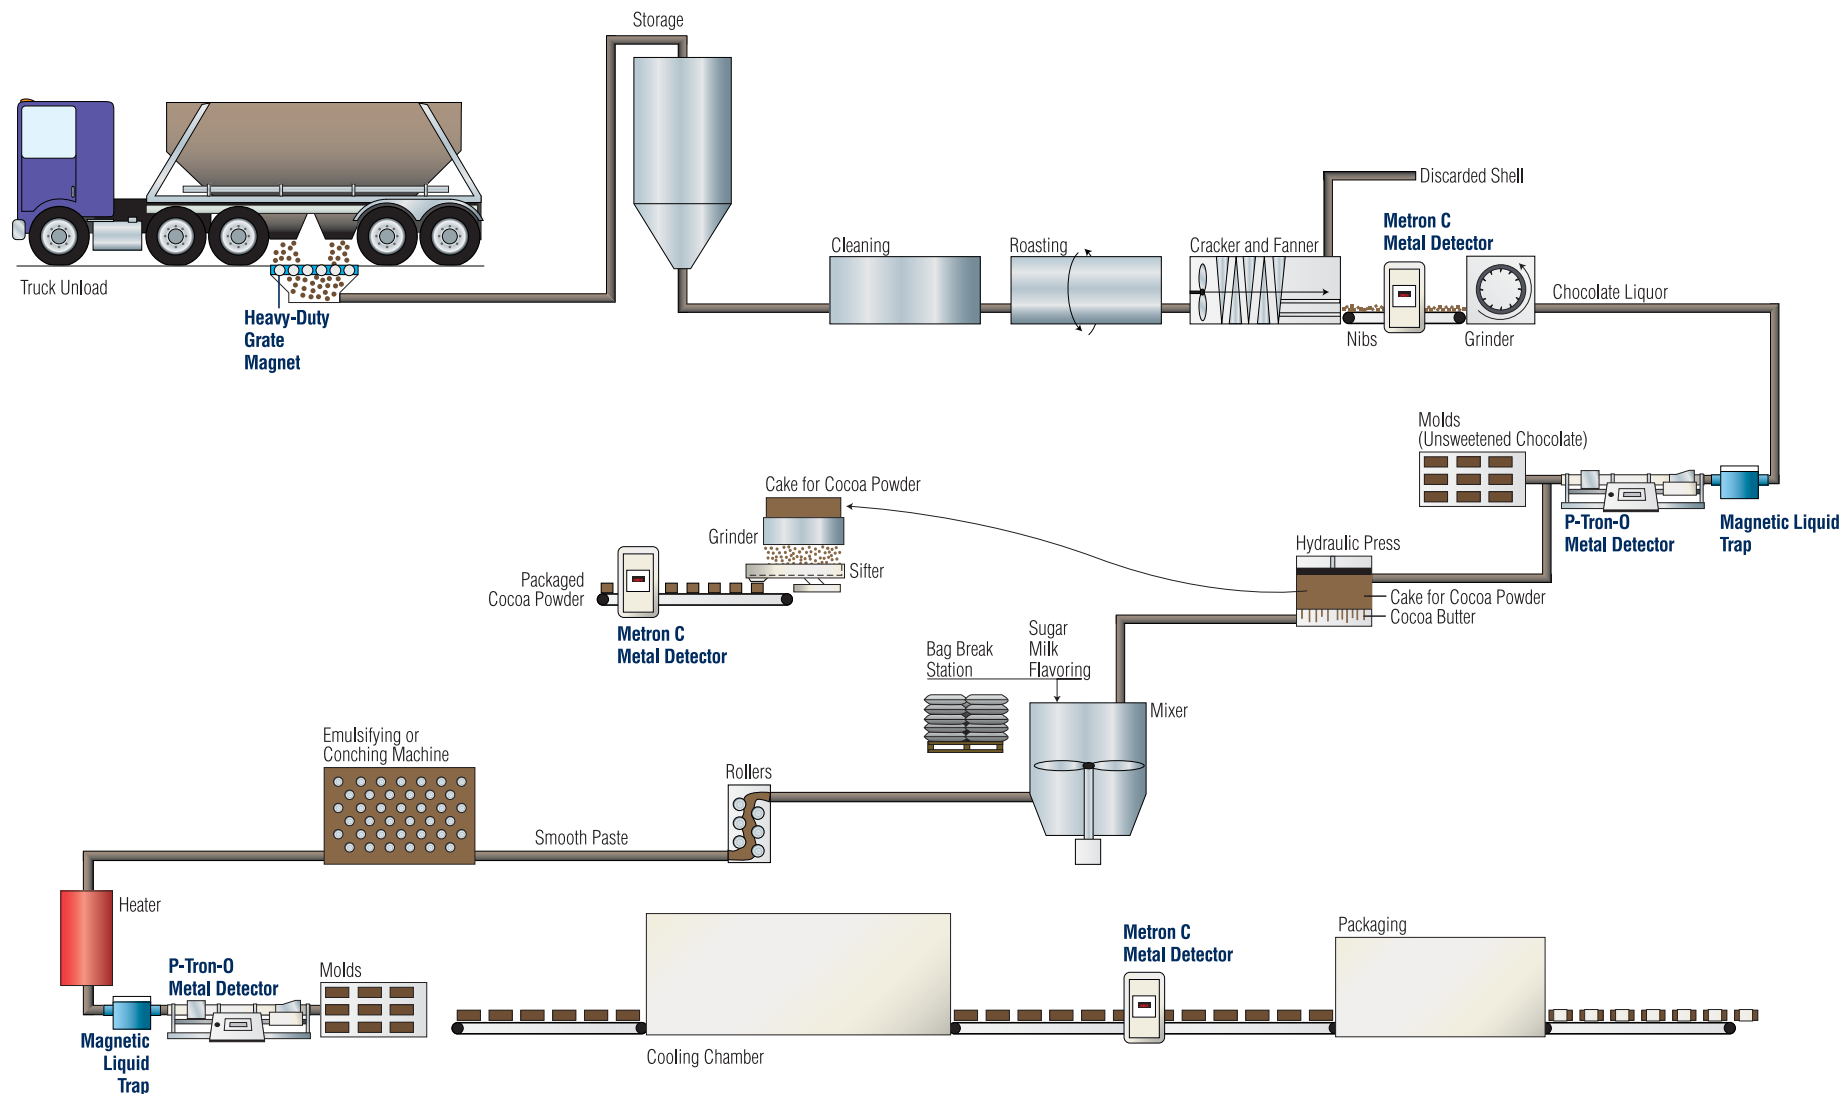 Storage
Truck Unload
Heavy-Duty
Grate
Magnet
Cleaning
Roasting
Cracker and Fanner
Discarded Shell
Metron C
Metal Detector
Nibs
Grinder
Chocolate Liquor
Molds
(Unsweetened Chocolate)
P-Tron-O
Metal Detector
Magnetic Liquid
Trap
Hydraulic Press
Cake for Cocoa Powder
Cocoa Butter
Cake for Cocoa Powder
Grinder
Sifter
Packaged
Cocoa Powder
Metron C
Metal Detector
Bag Break
Station
Sugar
Milk
Flavoring
Mixer
Rollers
Smooth Paste
Emulsifying or
Conching Machine
Heater
Magnetic
Liquid
Trap
P-Tron-O
Metal Detector
Molds
Cooling Chamber
Metron C
Metal Detector
Packaging